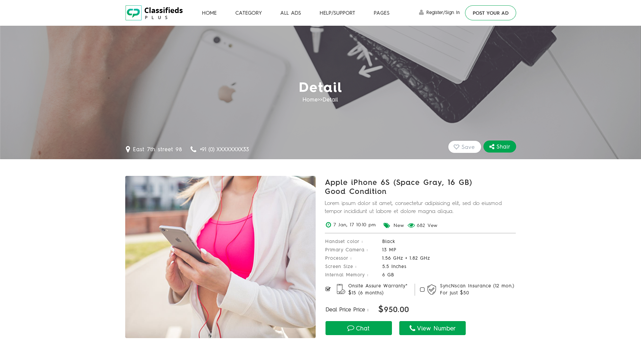 Classifieds
PLUS
HOME CATEGORY ALL ADS HELP/SUPPORT PAGES Register/Sign In POST YOUR AD
Detail
Home>>Detail
East 7th street 98 +91 (0) XXXXXXXX33 Save Shair
Apple iPhone 6S (Space Gray, 16 GB)
Good Condition
Lorem ipsum dolor sit amet, consectetur adipisicing elit, sed do eiusmod
tempor incididunt ut labore et dolore magna aliqua.
7 Jan, 17 10:10 pm New 682 View
Handset color : Black
Primary Camera : 13 MP
Processor : 1.56 GHz + 1.82 GHz
Screen Size : 5.5 Inches
Internal Memory : 6 GB
Onsite Assure Warranty* $15 (6 months)
SyncNscan Insurance (12 mon.) For just $50
Deal Price Price : $950.00
Chat View Number